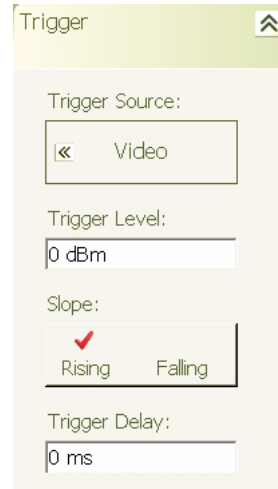 Trigger
Trigger Source:
Video
Trigger Level:
0 dBm
Slope:
Rising Falling
Trigger Delay:
0 ms